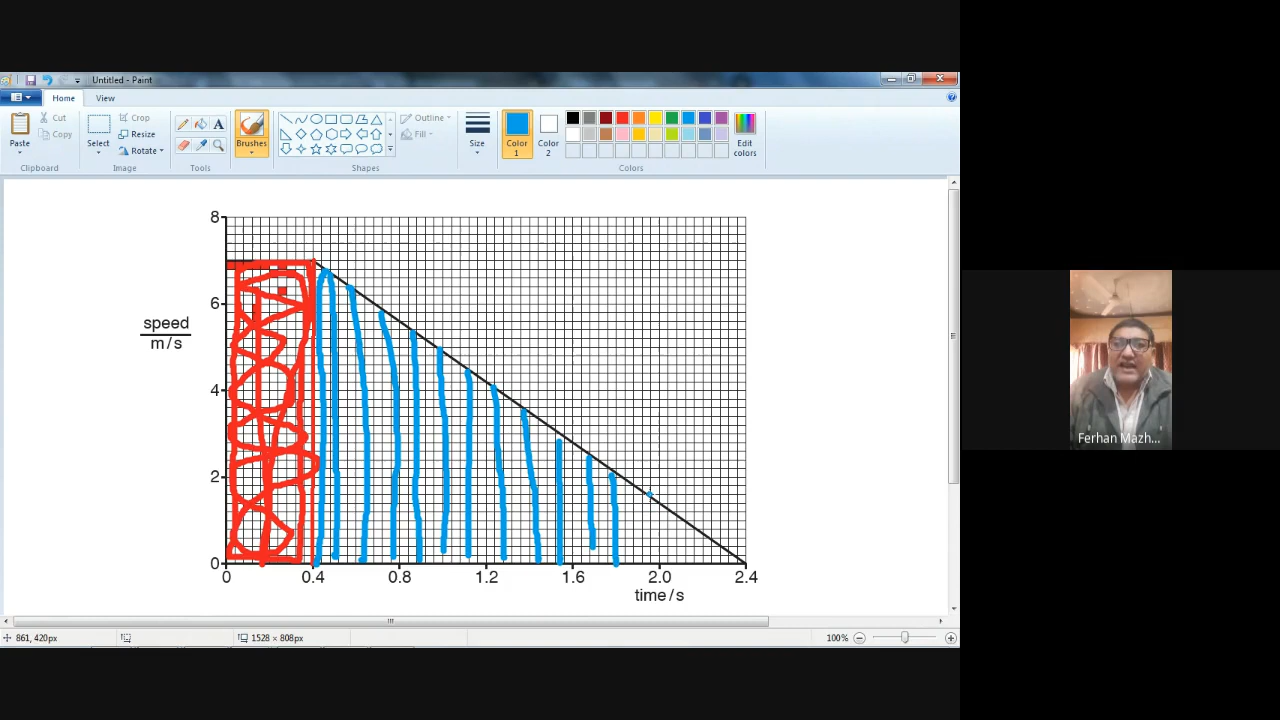 Untitled - Paint
Home View
Cut
Copy
Paste
Clipboard
Select
Crop
Resize
Rotate
Image
A
Tools
Brushes
Outline
Fill
Shapes
Size
Color 1
Color 2
Edit colors
Colors
8
6
4
2
0
speed
m/s
0 0.4 0.8 1.2 1.6 2.0 2.4
time/s
861, 420px
1528 × 808px
100%
Ferhan Mazh...